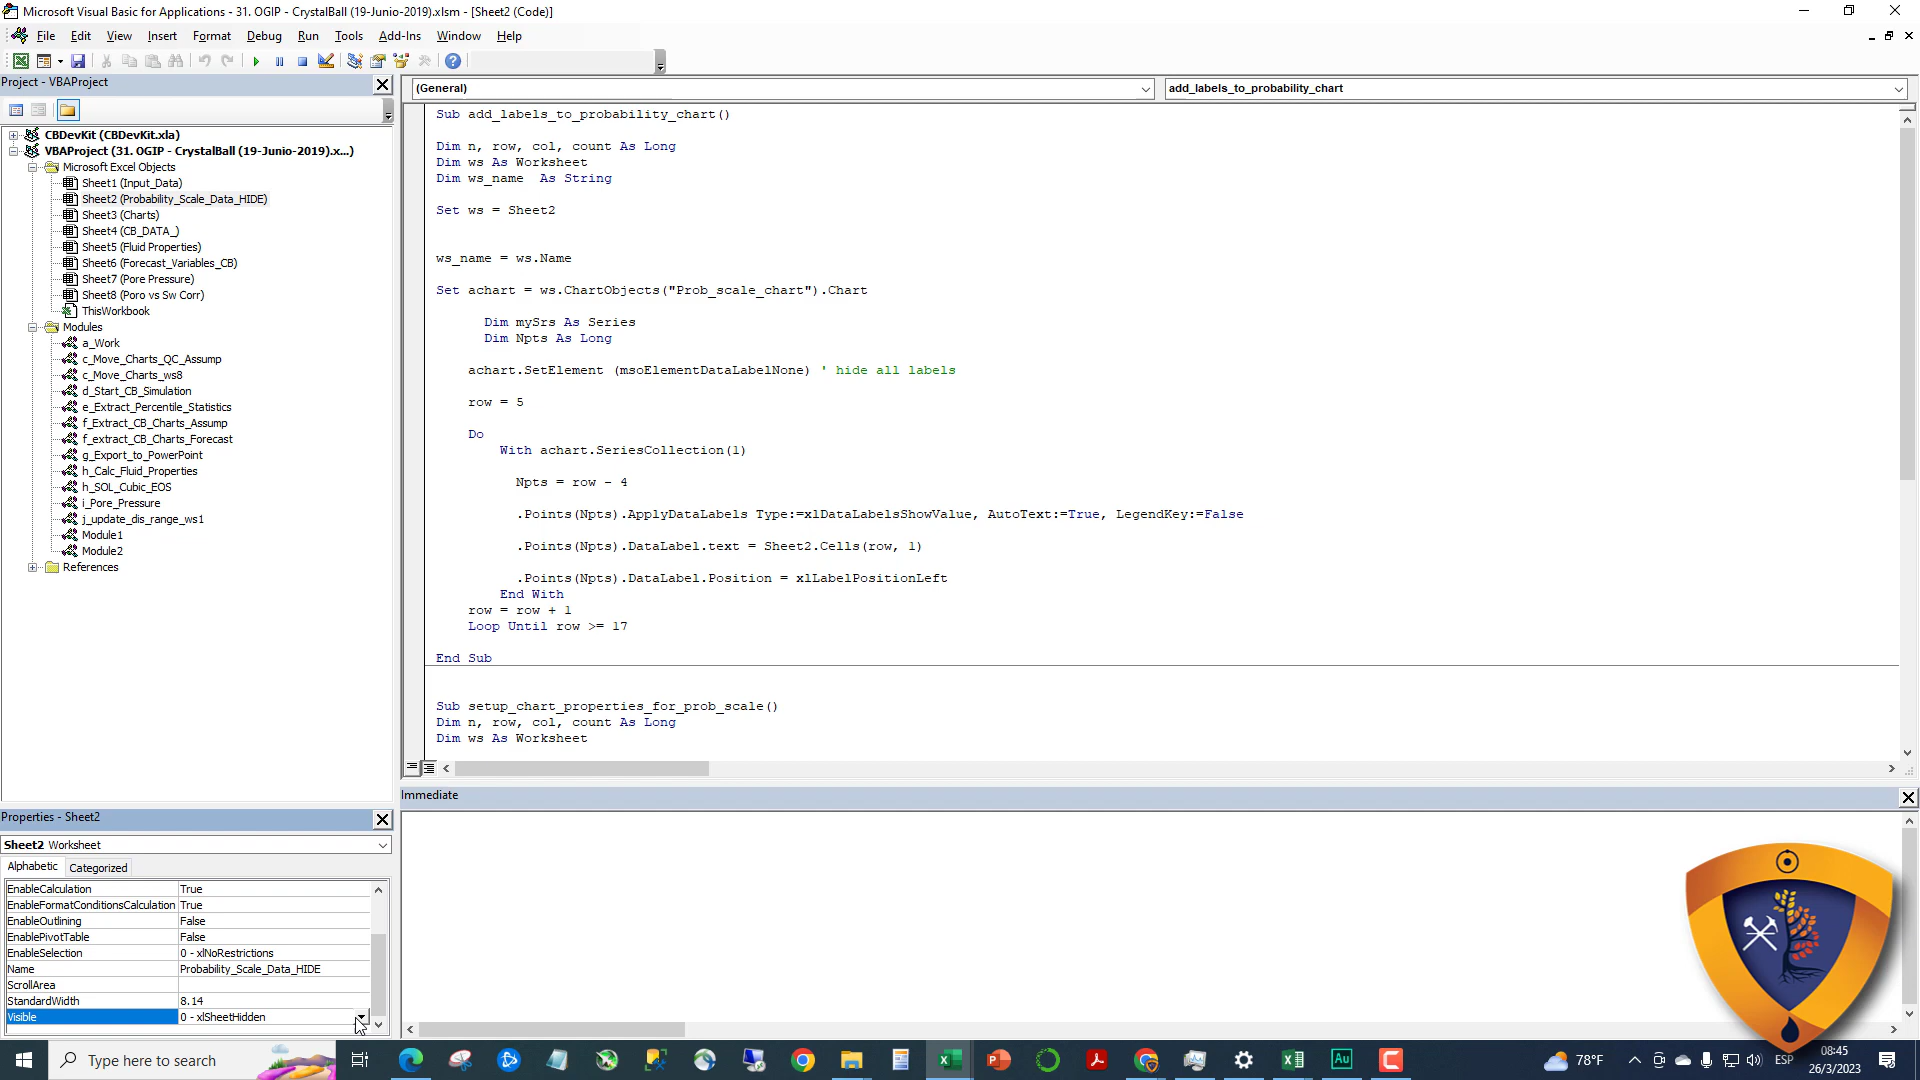 Microsoft Visual Basic for Applications - 31. OGIP - CrystalBall (19-Junio-2019).xlsm - [Sheet2 (Code)]
File Edit View Insert Format Debug Run Tools Add-Ins Window Help
Project - VBAProject
CBDevKit (CBDevKit.xla)
VBAProject (31. OGIP - CrystalBall (19-Junio-2019).x...)
Microsoft Excel Objects
Sheet1 (Input_Data)
Sheet2 (Probability_Scale_Data_HIDE)
Sheet3 (Charts)
Sheet4 (CB_DATA_)
Sheet5 (Fluid Properties)
Sheet6 (Forecast_Variables_CB)
Sheet7 (Pore Pressure)
Sheet8 (Poro vs Sw Corr)
ThisWorkbook
Modules
a_Work
c_Move_Charts_QC_Assump
c_Move_Charts_ws8
d_Start_CB_Simulation
e_Extract_Percentile_Statistics
f_Extract_CB_Charts_Assump
f_extract_CB_Charts_Forecast
g_Export_to_PowerPoint
h_Calc_Fluid_Properties
h_SOL_Cubic_EOS
i_Pore_Pressure
j_update_dis_range_ws1
Module1
Module2
References
(General) add_labels_to_probability_chart
Sub add_labels_to_probability_chart()
Dim n, row, col, count As Long
Dim ws As Worksheet
Dim ws_name  As String
Set ws = Sheet2
ws_name = ws.Name
Set achart = ws.ChartObjects("Prob_scale_chart").Chart
Dim mySrs As Series
Dim Npts As Long
achart.SetElement (msoElementDataLabelNone) ' hide all labels
row = 5
Do
With achart.SeriesCollection(1)
Npts = row - 4
.Points(Npts).ApplyDataLabels Type:=xlDataLabelsShowValue, AutoText:=True, LegendKey:=False
.Points(Npts).DataLabel.text = Sheet2.Cells(row, 1)
.Points(Npts).DataLabel.Position = xlLabelPositionLeft
End With
row = row + 1
Loop Until row >= 17
End Sub
Sub setup_chart_properties_for_prob_scale()
Dim n, row, col, count As Long
Dim ws As Worksheet
Immediate
Properties - Sheet2
Sheet2 Worksheet
Alphabetic Categorized
EnableCalculation True
EnableFormatConditionsCalculation True
EnableOutlining False
EnablePivotTable False
EnableSelection 0 - xlNoRestrictions
Name Probability_Scale_Data_HIDE
ScrollArea
StandardWidth 8.14
Visible 0 - xlSheetHidden
Type here to search
78°F
ESP
08:45
26/3/2023